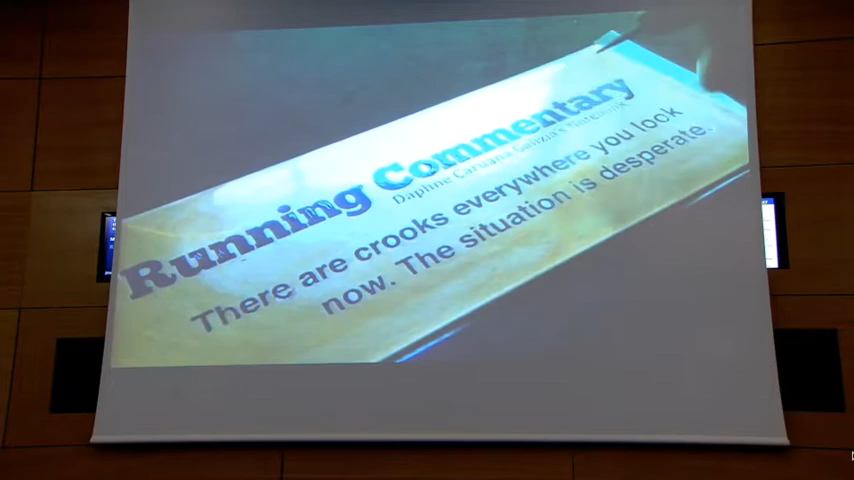 Running Commentary
Daphne Caruana Galizia's Notebook
There are crooks everywhere you look
now. The situation is desperate.